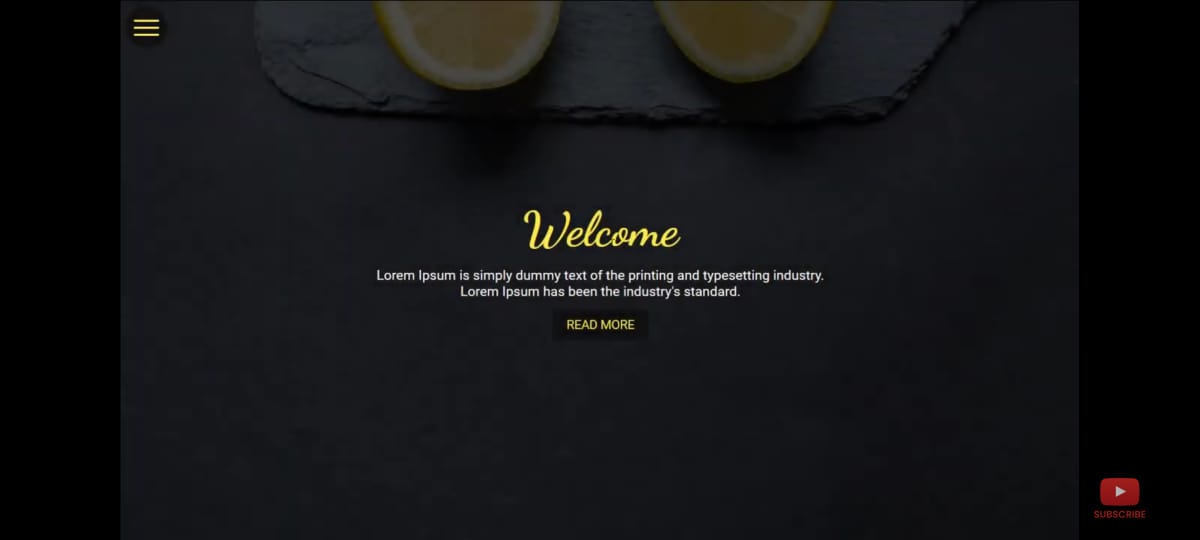 Welcome
Lorem Ipsum is simply dummy text of the printing and typesetting industry.
Lorem Ipsum has been the industry's standard.
READ MORE
SUBSCRIBE